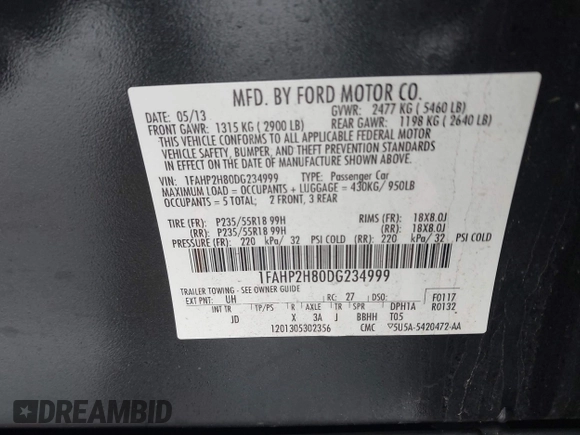 MFD. BY FORD MOTOR CO.
DATE: 05/13 GVWR: 2477 KG ( 5460 LB)
FRONT GAWR: 1315 KG ( 2900 LB) REAR GAWR: 1198 KG ( 2640 LB)
THIS VEHICLE CONFORMS TO ALL APPLICABLE FEDERAL MOTOR
VEHICLE SAFETY, BUMPER, AND THEFT PREVENTION STANDARDS
IN EFFECT ON THE DATE OF MANUFACTURE SHOWN ABOVE.
VIN: 1FAHP2H80DG234999 TYPE: Passenger Car
MAXIMUM LOAD = OCCUPANTS + LUGGAGE = 430KG/ 950LB
OCCUPANTS = 5 TOTAL; 2 FRONT, 3 REAR
TIRE (FR): P235/55R18 99H RIMS (FR): 18X8.0J
(RR): P235/55R18 99H (RR): 18X8.0J
PRESSURE (FR): 220 kPa/ 32 PSI COLD (RR): 220 kPa/ 32 PSI COLD
1FAHP2H80DG234999
TRAILER TOWING - SEE OWNER GUIDE
EXT PNT: UH RC: 27 DSO: F0117
INT TR TP/PS R AXLE TR SPR DPH1A R0132
JD X 3A J BBHH T05
1201305302356 CMC ▽5U5A-5420472-AA
DREAMBID